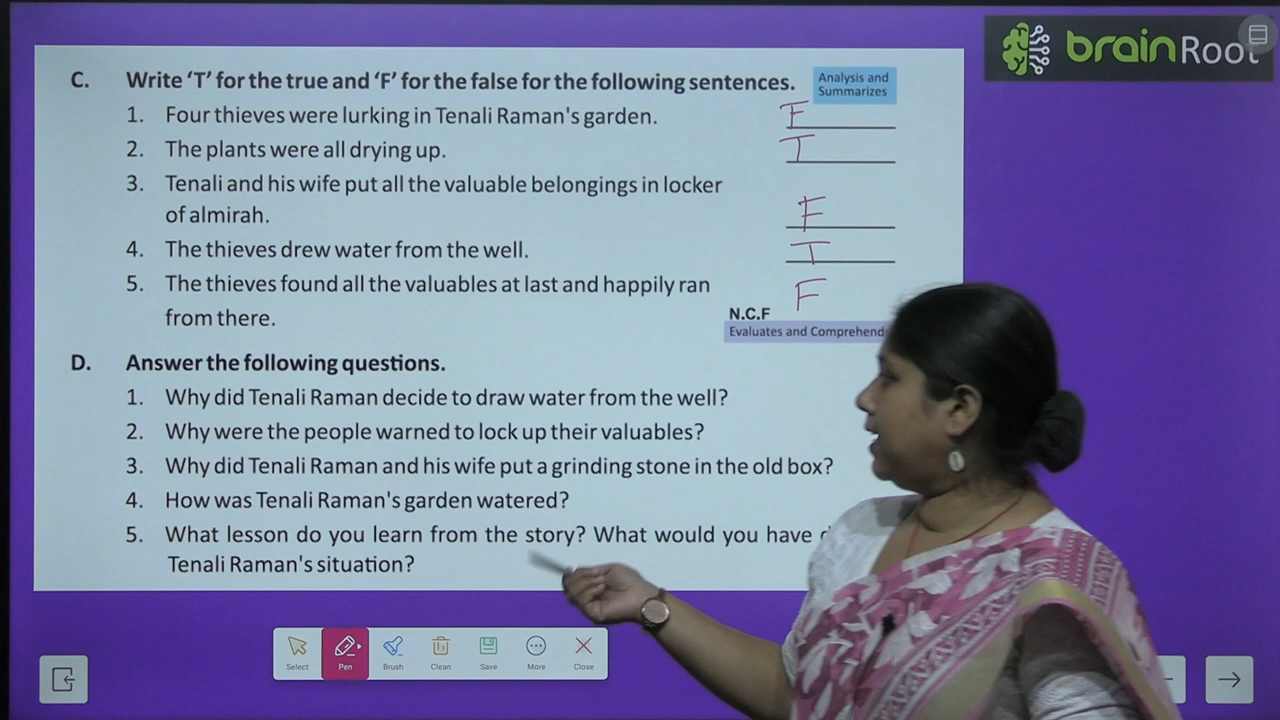 brainRoot
C. Write 'T' for the true and 'F' for the false for the following sentences.
Analysis and
Summarizes
1. Four thieves were lurking in Tenali Raman's garden. F
2. The plants were all drying up. T
3. Tenali and his wife put all the valuable belongings in locker
of almirah. F
4. The thieves drew water from the well. T
5. The thieves found all the valuables at last and happily ran
from there. F
N.C.F
Evaluates and Comprehend
D. Answer the following questions.
1. Why did Tenali Raman decide to draw water from the well?
2. Why were the people warned to lock up their valuables?
3. Why did Tenali Raman and his wife put a grinding stone in the old box?
4. How was Tenali Raman's garden watered?
5. What lesson do you learn from the story? What would you have
Tenali Raman's situation?
Select Pen Brush Clean Save More Close